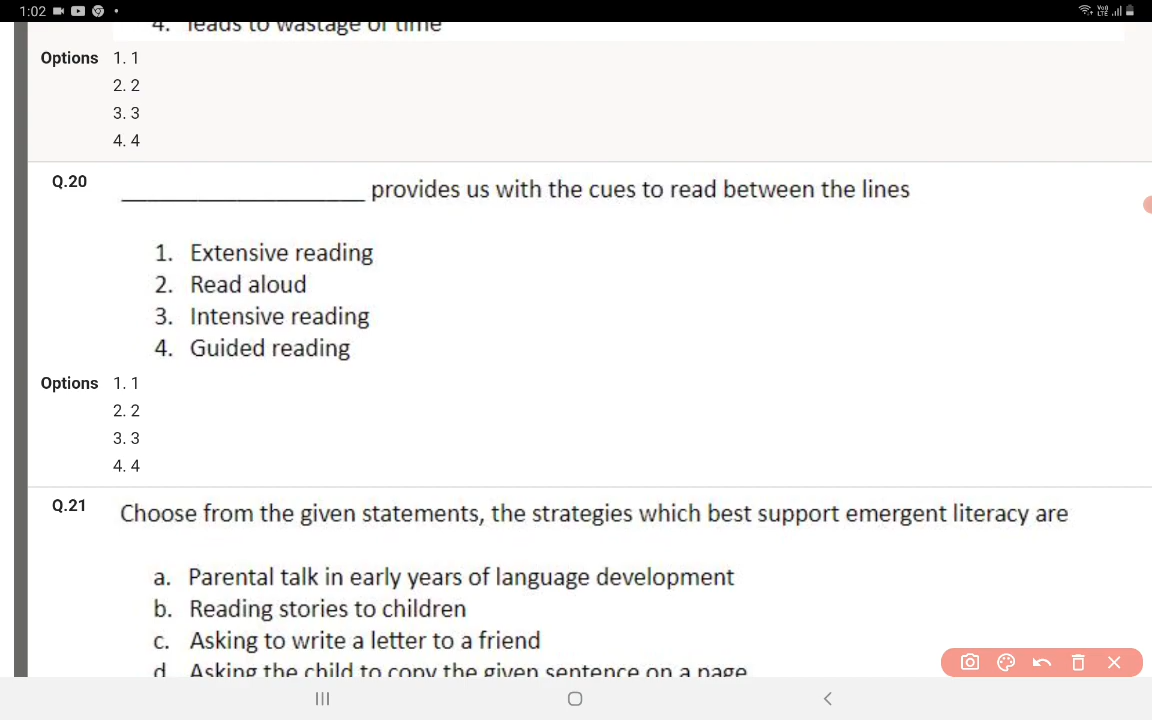 1:02
4. leads to wastage of time
Options 1. 1
2. 2
3. 3
4. 4
Q.20 ____________________ provides us with the cues to read between the lines
1. Extensive reading
2. Read aloud
3. Intensive reading
4. Guided reading
Options 1. 1
2. 2
3. 3
4. 4
Q.21 Choose from the given statements, the strategies which best support emergent literacy are
a. Parental talk in early years of language development
b. Reading stories to children
c. Asking to write a letter to a friend
d Asking the child to copy the given sentence on a page